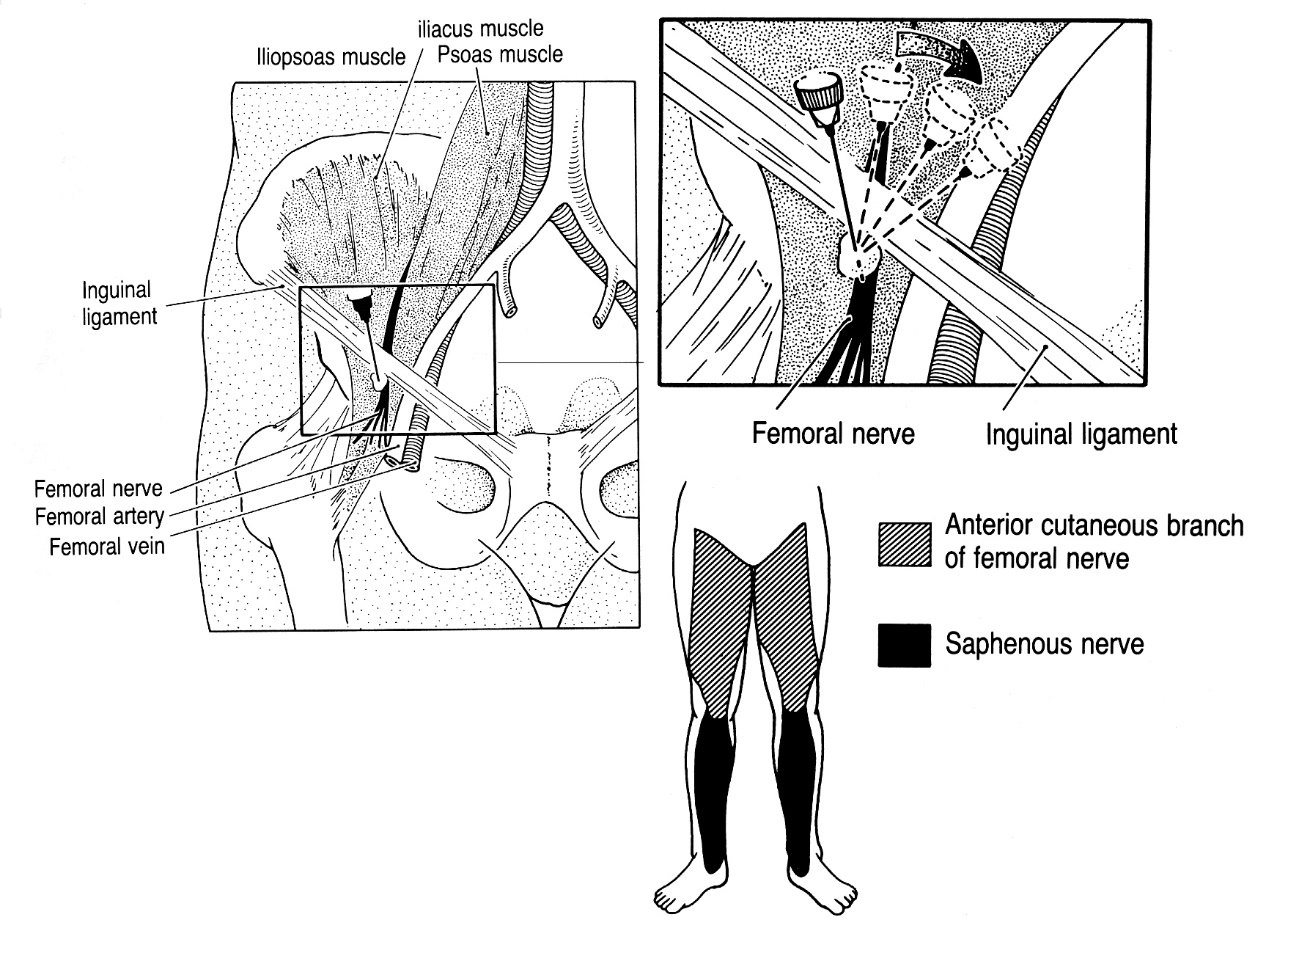 iliacus muscle
Iliopsoas muscle
Psoas muscle
Inguinal
ligament
Femoral nerve
Femoral artery
Femoral vein
Femoral nerve
Inguinal ligament
Anterior cutaneous branch
of femoral nerve
Saphenous nerve